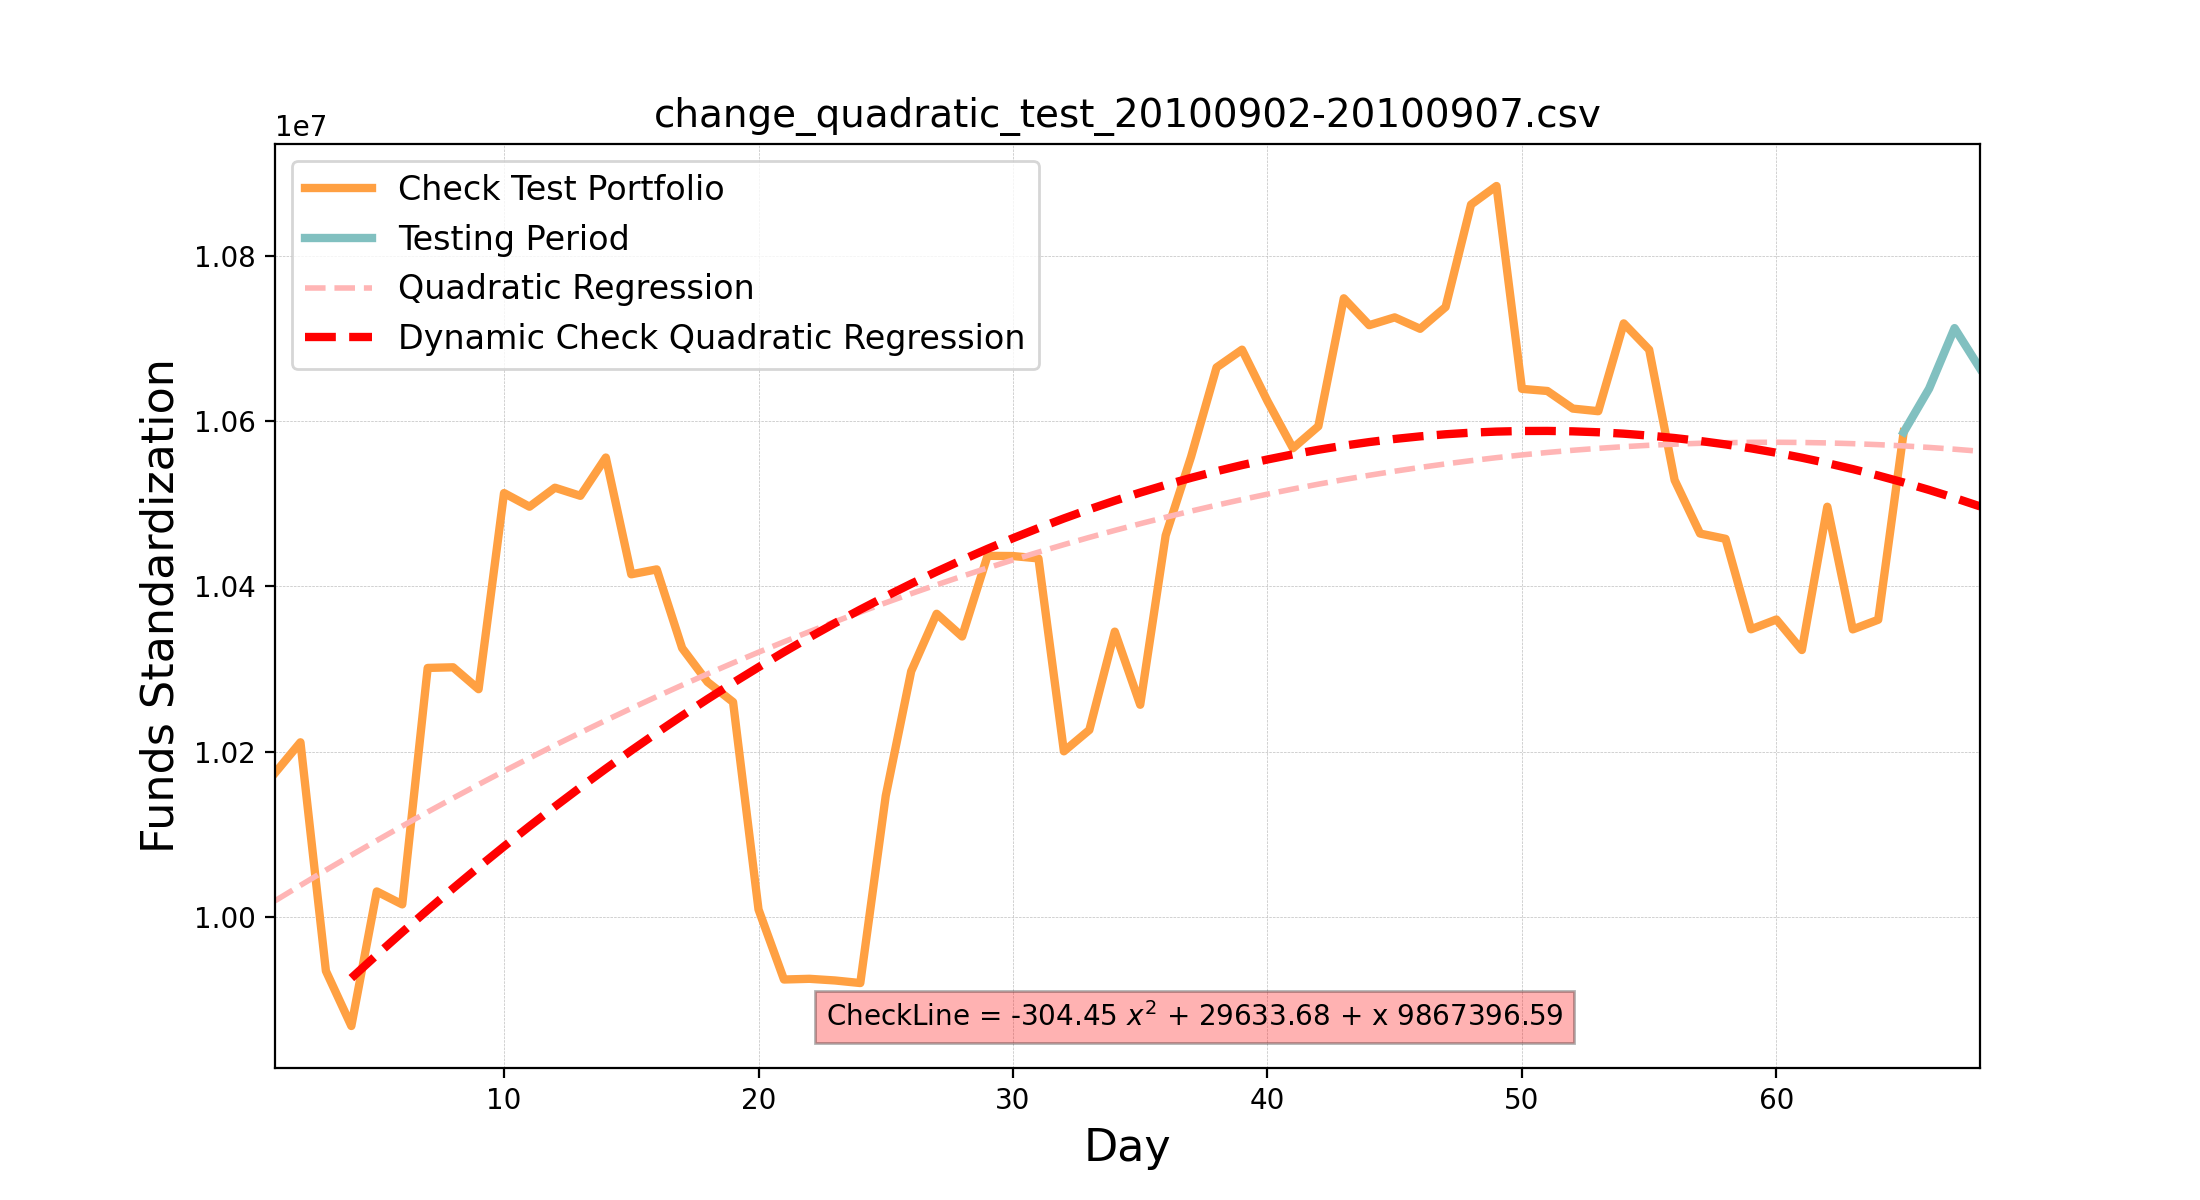 change_quadratic_test_20100902-20100907.csv
1e7
Check Test Portfolio
Testing Period
Quadratic Regression
Dynamic Check Quadratic Regression
1.08
1.06
1.04
1.02
1.00
Funds Standardization
CheckLine = -304.45 x² + 29633.68 + x 9867396.59
10 20 30 40 50 60
Day